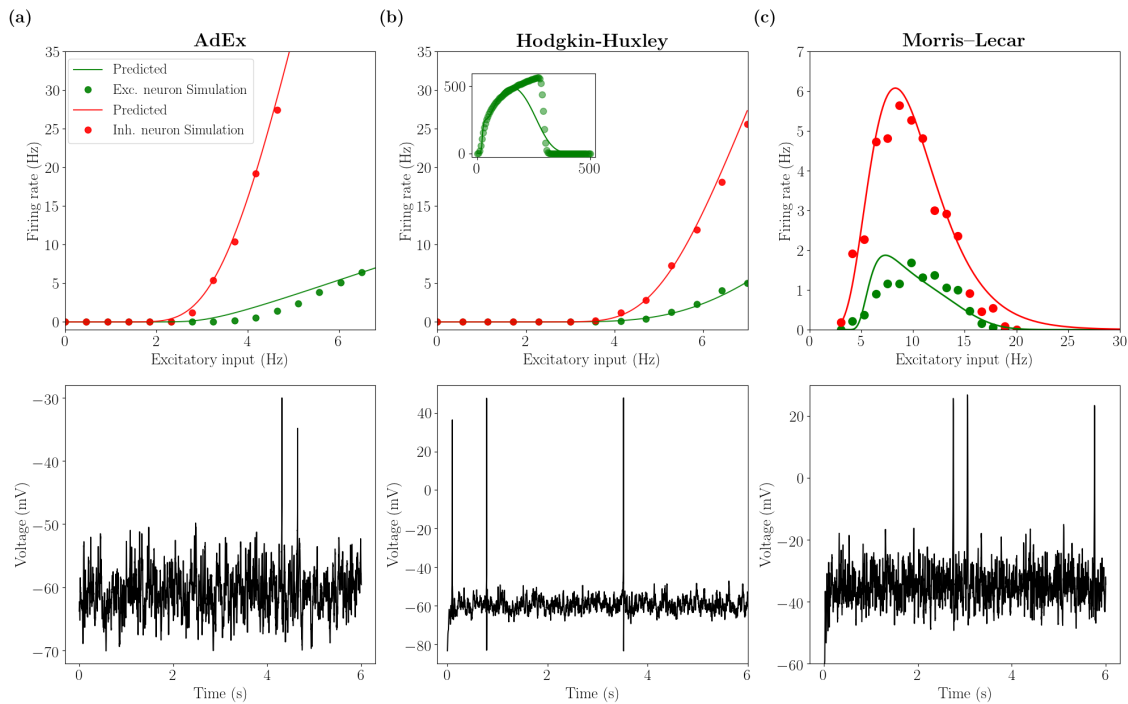 (a)
AdEx
Firing rate (Hz)
35
30
25
20
15
10
5
0
Predicted
Exc. neuron Simulation
Predicted
Inh. neuron Simulation
0 2 4 6
Excitatory input (Hz)
(b)
Hodgkin-Huxley
Firing rate (Hz)
35
30
25
20
15
10
5
0
500
0
0 500
0 2 4 6
Excitatory input (Hz)
(c)
Morris–Lecar
Firing rate (Hz)
7
6
5
4
3
2
1
0
0 5 10 15 20 25 30
Excitatory input (Hz)
Voltage (mV)
−30
−40
−50
−60
−70
0 2 4 6
Time (s)
Voltage (mV)
40
20
0
−20
−40
−60
−80
0 2 4 6
Time (s)
Voltage (mV)
20
0
−20
−40
−60
0 2 4 6
Time (s)